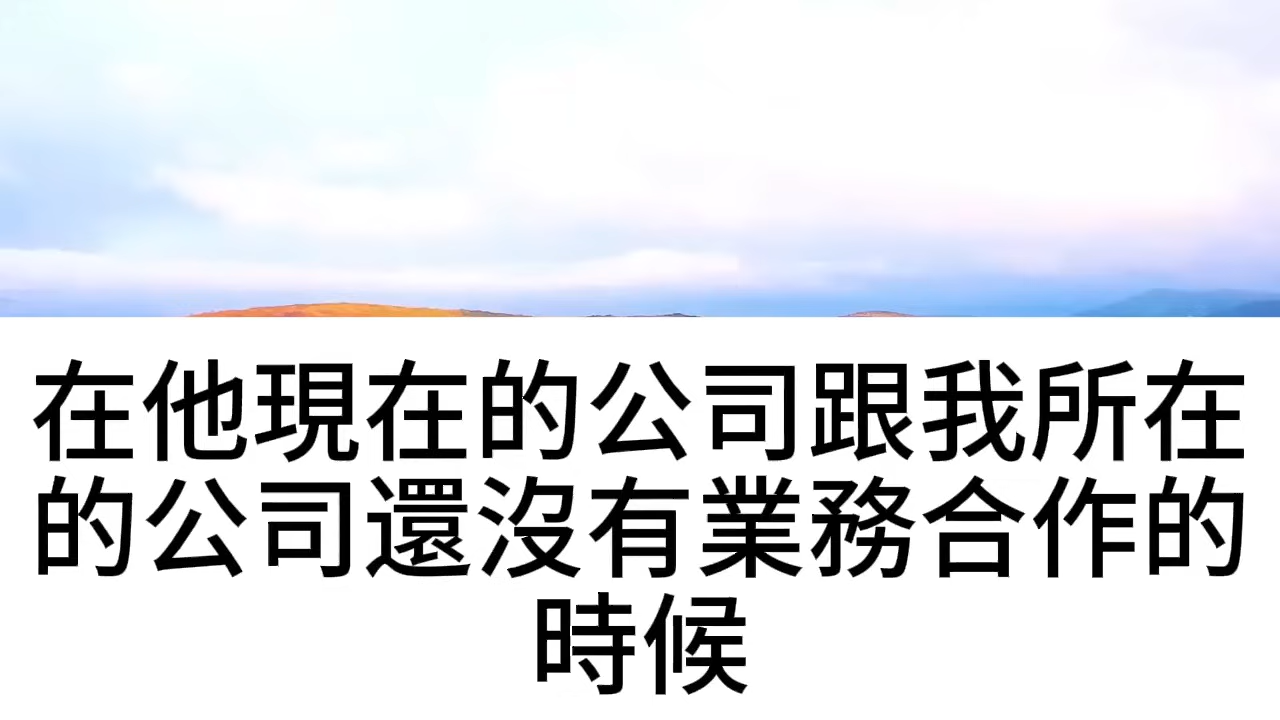 在他現在的公司跟我所在
的公司還沒有業務合作的
時候